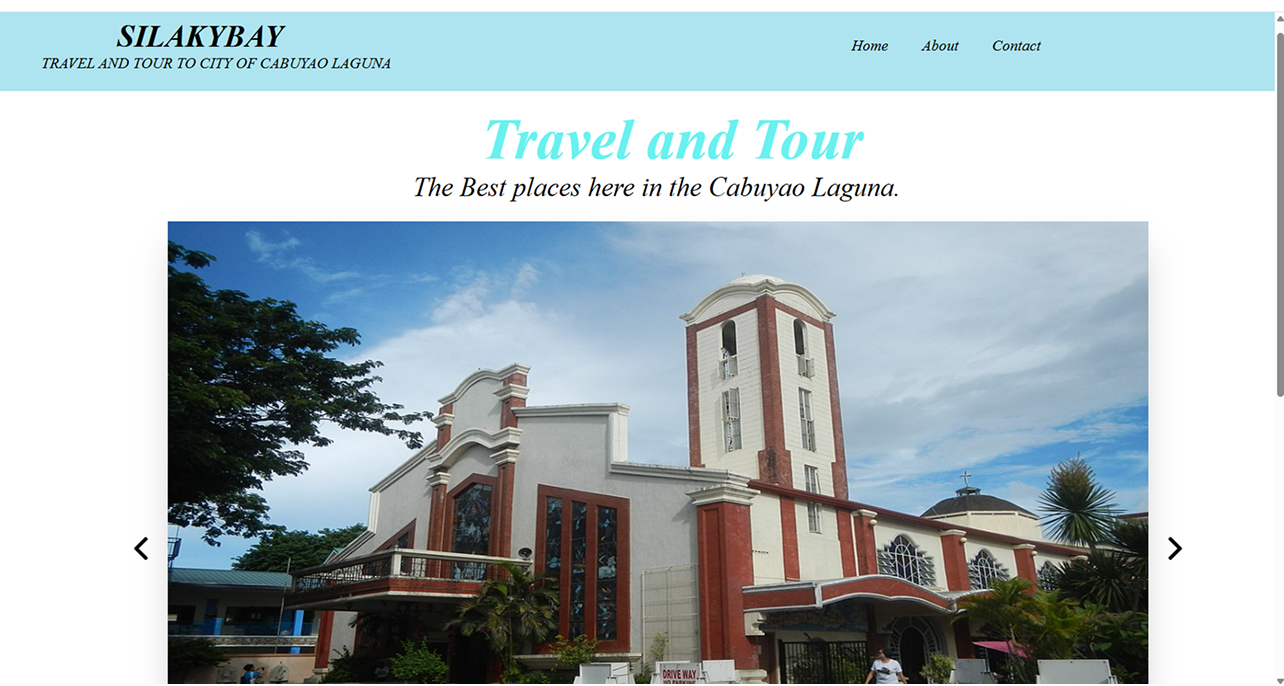 SILAKYBAY
TRAVEL AND TOUR TO CITY OF CABUYAO LAGUNA
Home About Contact
Travel and Tour
The Best places here in the Cabuyao Laguna.
DRIVE WAY
NO PARKING